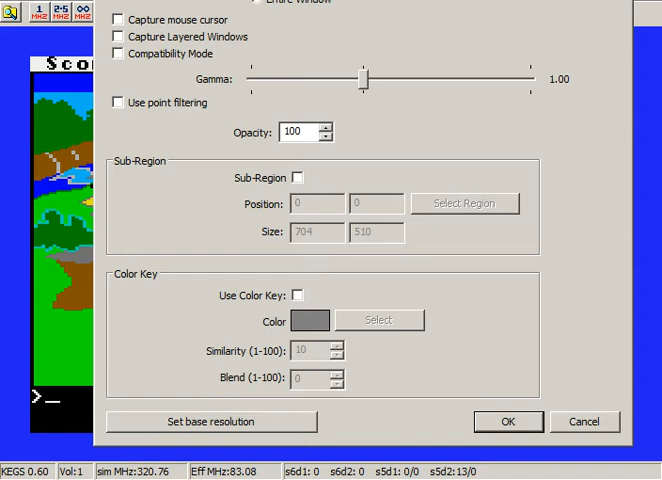 Entire Window
1 2·5 ∞
MHZ MHZ MHZ
Capture mouse cursor
Capture Layered Windows
Compatibility Mode
Sco
Gamma: 1.00
Use point filtering
Opacity: 100
Sub-Region
Sub-Region
Position: 0 0 Select Region
Size: 704 510
Color Key
Use Color Key:
Color Select
Similarity (1-100): 10
Blend (1-100): 0
>_
Set base resolution OK Cancel
KEGS 0.60 Vol:1 sim MHz:320.76 Eff MHz:83.08 s6d1: 0 s6d2: 0 s5d1: 0/0 s5d2:13/0